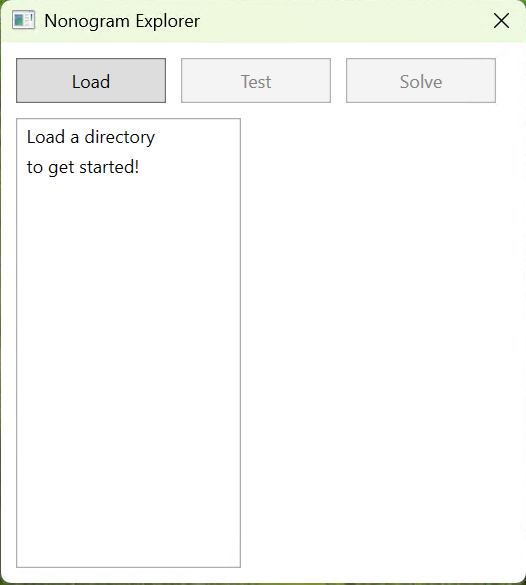 Nonogram Explorer
Load
Test
Solve
Load a directory
to get started!